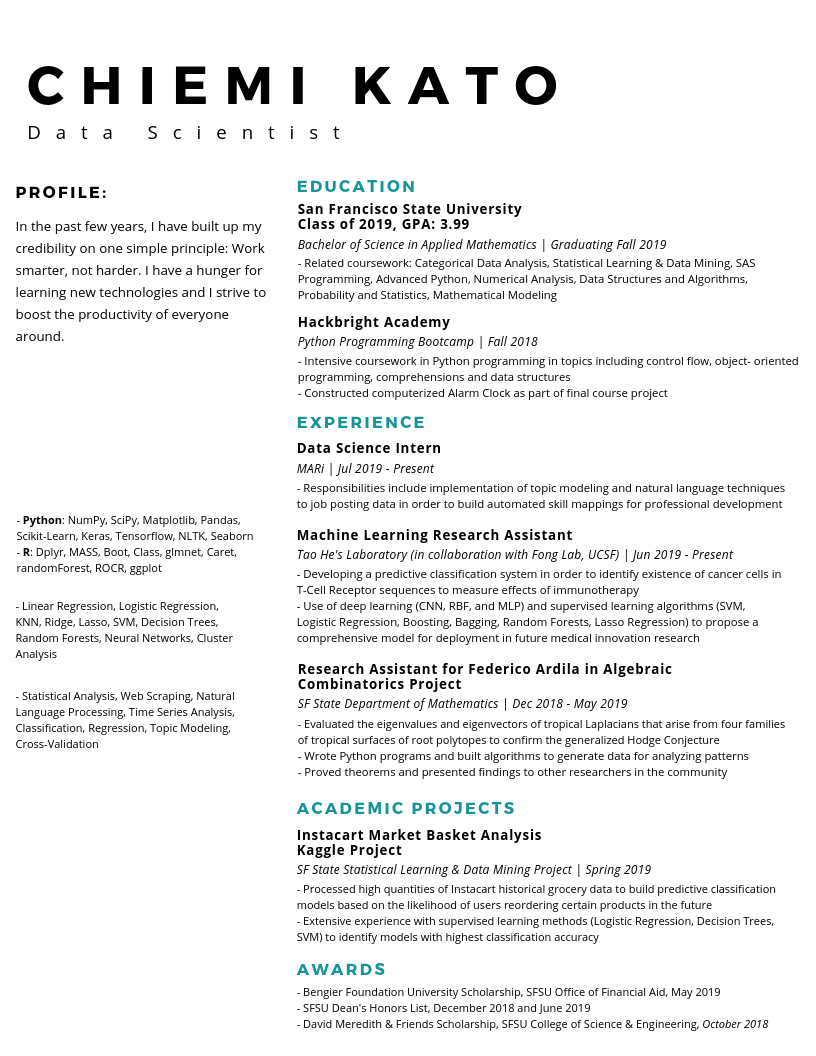 CHIEMI KATO
Data Scientist
PROFILE:
In the past few years, I have built up my
credibility on one simple principle: Work
smarter, not harder. I have a hunger for
learning new technologies and I strive to
boost the productivity of everyone
around.
- Python: NumPy, SciPy, Matplotlib, Pandas,
Scikit-Learn, Keras, Tensorflow, NLTK, Seaborn
- R: Dplyr, MASS, Boot, Class, glmnet, Caret,
randomForest, ROCR, ggplot
- Linear Regression, Logistic Regression,
KNN, Ridge, Lasso, SVM, Decision Trees,
Random Forests, Neural Networks, Cluster
Analysis
- Statistical Analysis, Web Scraping, Natural
Language Processing, Time Series Analysis,
Classification, Regression, Topic Modeling,
Cross-Validation
EDUCATION
San Francisco State University
Class of 2019, GPA: 3.99
Bachelor of Science in Applied Mathematics | Graduating Fall 2019
- Related coursework: Categorical Data Analysis, Statistical Learning & Data Mining, SAS
Programming, Advanced Python, Numerical Analysis, Data Structures and Algorithms,
Probability and Statistics, Mathematical Modeling
Hackbright Academy
Python Programming Bootcamp | Fall 2018
- Intensive coursework in Python programming in topics including control flow, object- oriented
programming, comprehensions and data structures
- Constructed computerized Alarm Clock as part of final course project
EXPERIENCE
Data Science Intern
MARi | Jul 2019 - Present
- Responsibilities include implementation of topic modeling and natural language techniques
to job posting data in order to build automated skill mappings for professional development
Machine Learning Research Assistant
Tao He's Laboratory (in collaboration with Fong Lab, UCSF) | Jun 2019 - Present
- Developing a predictive classification system in order to identify existence of cancer cells in
T-Cell Receptor sequences to measure effects of immunotherapy
- Use of deep learning (CNN, RBF, and MLP) and supervised learning algorithms (SVM,
Logistic Regression, Boosting, Bagging, Random Forests, Lasso Regression) to propose a
comprehensive model for deployment in future medical innovation research
Research Assistant for Federico Ardila in Algebraic
Combinatorics Project
SF State Department of Mathematics | Dec 2018 - May 2019
- Evaluated the eigenvalues and eigenvectors of tropical Laplacians that arise from four families
of tropical surfaces of root polytopes to confirm the generalized Hodge Conjecture
- Wrote Python programs and built algorithms to generate data for analyzing patterns
- Proved theorems and presented findings to other researchers in the community
ACADEMIC PROJECTS
Instacart Market Basket Analysis
Kaggle Project
SF State Statistical Learning & Data Mining Project | Spring 2019
- Processed high quantities of Instacart historical grocery data to build predictive classification
models based on the likelihood of users reordering certain products in the future
- Extensive experience with supervised learning methods (Logistic Regression, Decision Trees,
SVM) to identify models with highest classification accuracy
AWARDS
- Bengier Foundation University Scholarship, SFSU Office of Financial Aid, May 2019
- SFSU Dean's Honors List, December 2018 and June 2019
- David Meredith & Friends Scholarship, SFSU College of Science & Engineering, October 2018